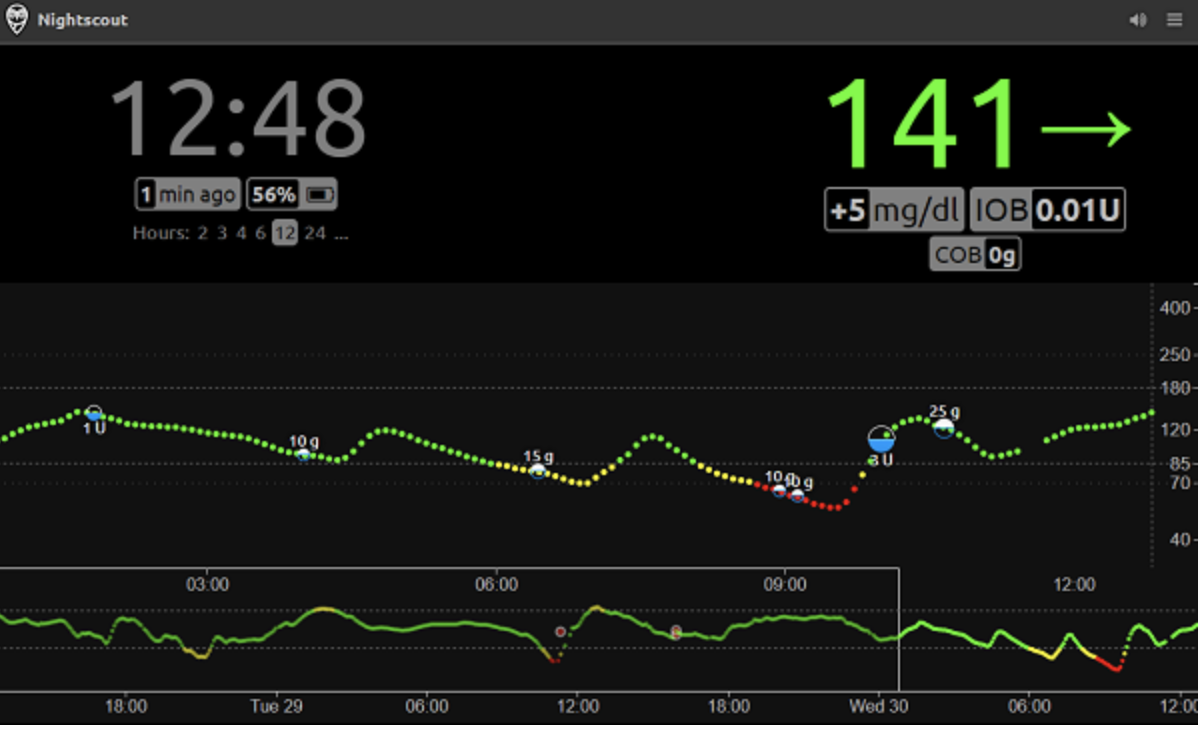 Nightscout
12:48
1 min ago 56%
Hours: 2 3 4 6 12 24 ...
141→
+5 mg/dl IOB 0.01U
COB 0g
400
250
180
120
85
70
40
1 U
10 g
15 g
10 g
10 g
3 U
25 g
03:00 06:00 09:00 12:00
18:00 Tue 29 06:00 12:00 18:00 Wed 30 06:00 12:00